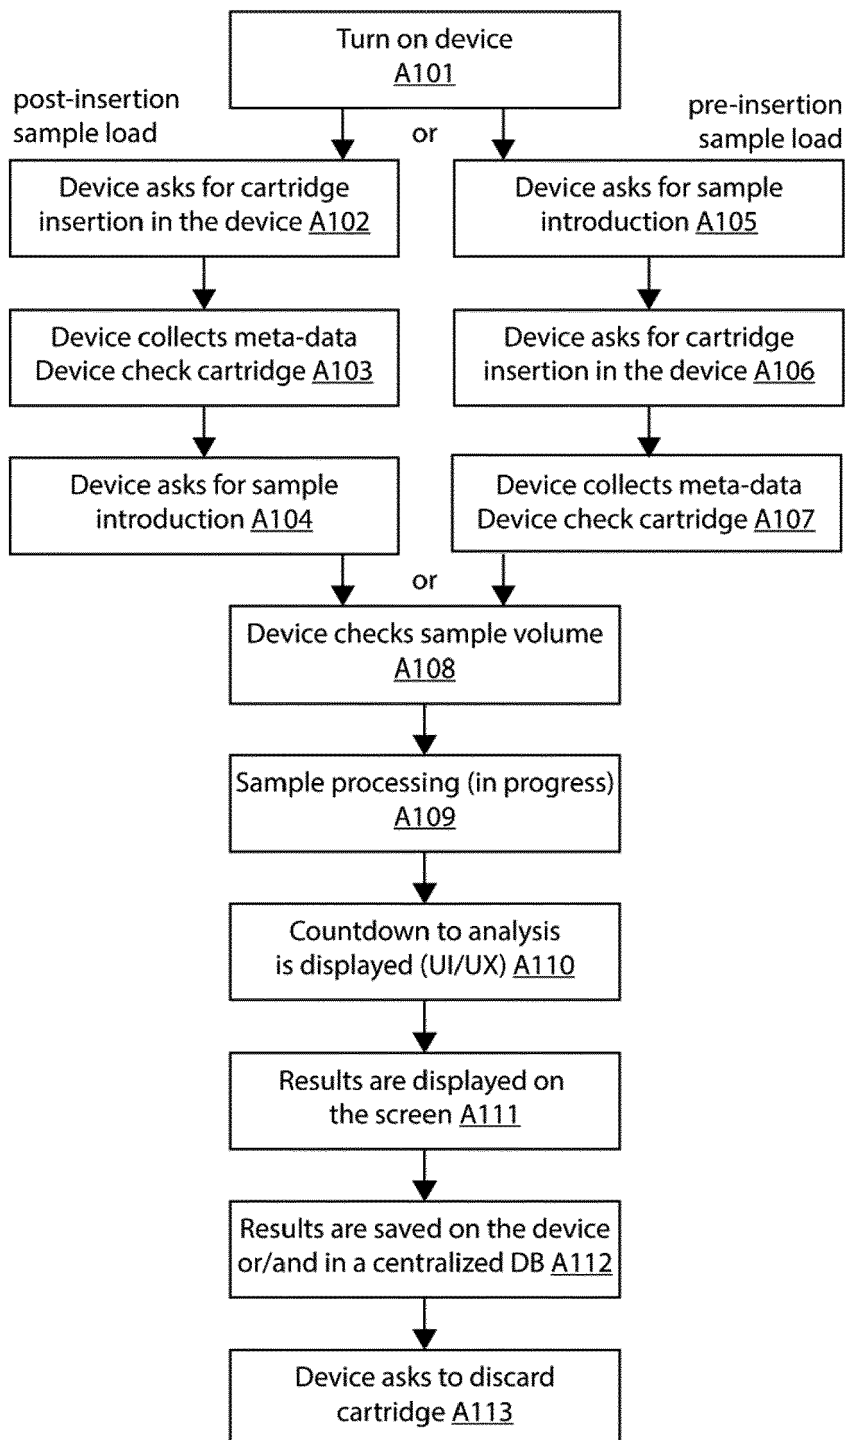 Turn on device
A101
post-insertion
sample load
or
pre-insertion
sample load
Device asks for cartridge
insertion in the device A102
Device asks for sample
introduction A105
Device collects meta-data
Device check cartridge A103
Device asks for cartridge
insertion in the device A106
Device asks for sample
introduction A104
Device collects meta-data
Device check cartridge A107
or
Device checks sample volume
A108
Sample processing (in progress)
A109
Countdown to analysis
is displayed (UI/UX) A110
Results are displayed on
the screen A111
Results are saved on the device
or/and in a centralized DB A112
Device asks to discard
cartridge A113